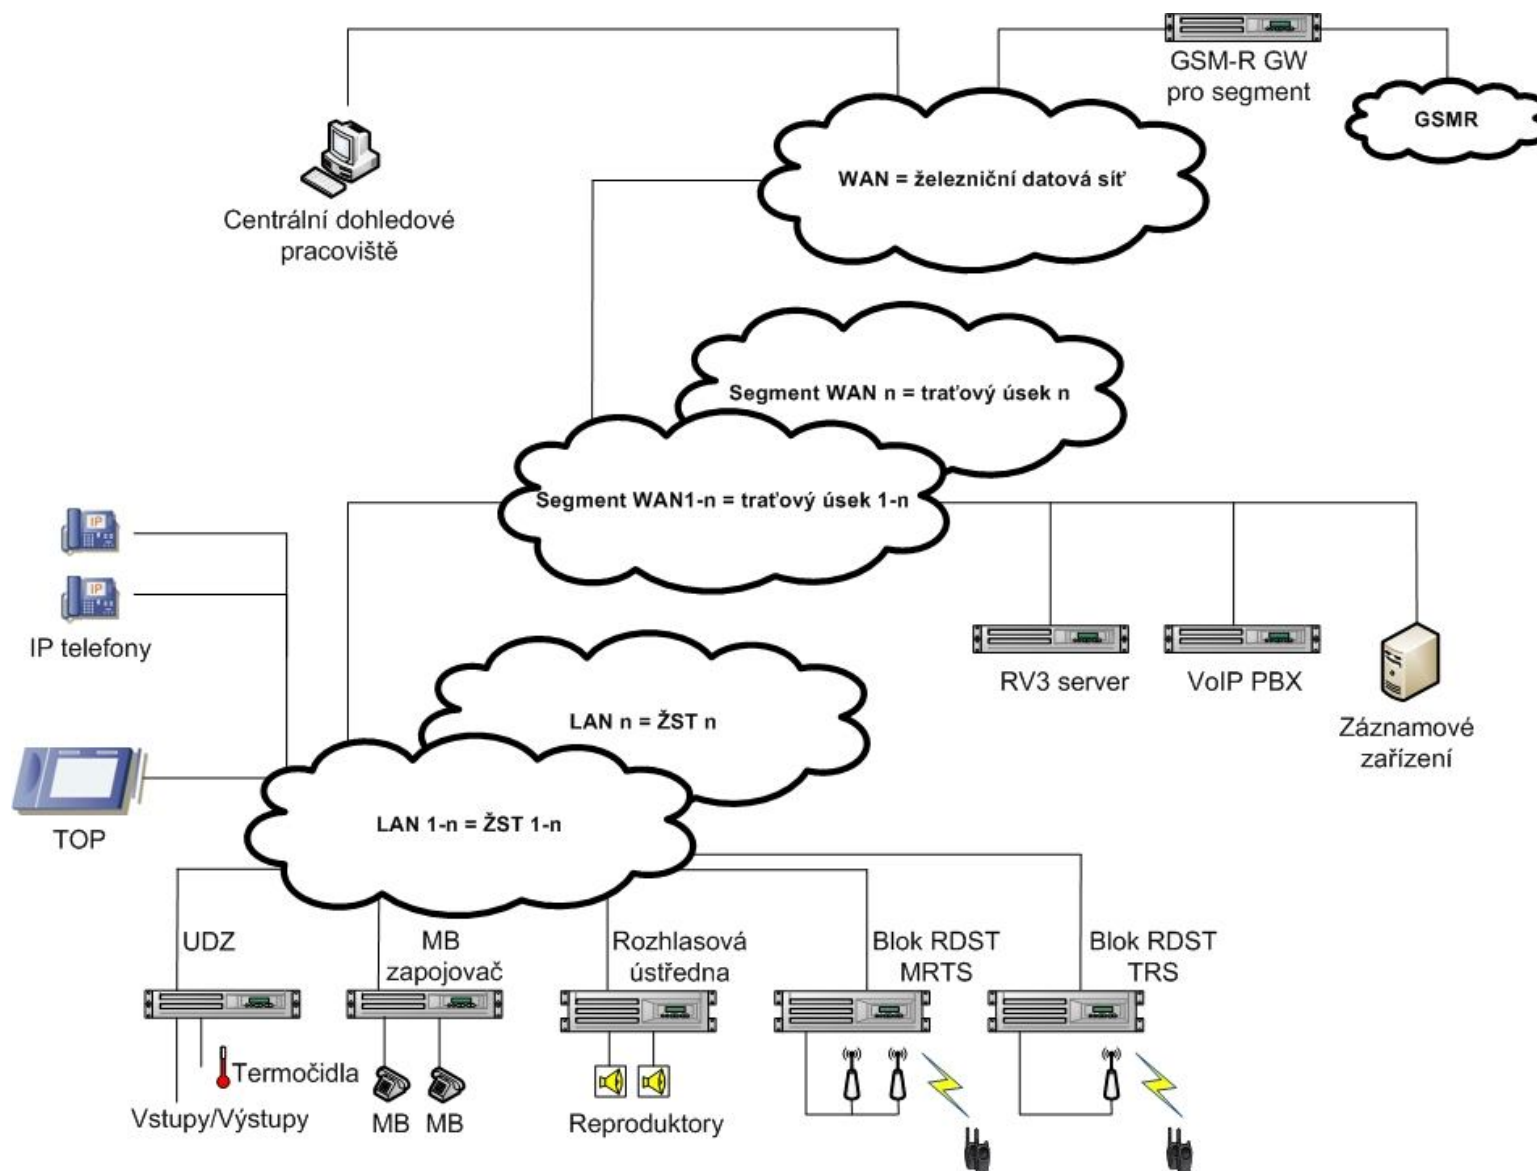 GSM-R GW
pro segment
GSMR
WAN = železniční datová síť
Centrální dohledové
pracoviště
Segment WAN n = traťový úsek n
Segment WAN1-n = traťový úsek 1-n
IP
IP
IP telefony
RV3 server
VoIP PBX
Záznamové
zařízení
LAN n = ŽST n
TOP
LAN 1-n = ŽST 1-n
UDZ
MB
zapojovač
Rozhlasová
ústředna
Blok RDST
MRTS
Blok RDST
TRS
Termočidla
Vstupy/Výstupy
MB
MB
Reproduktory